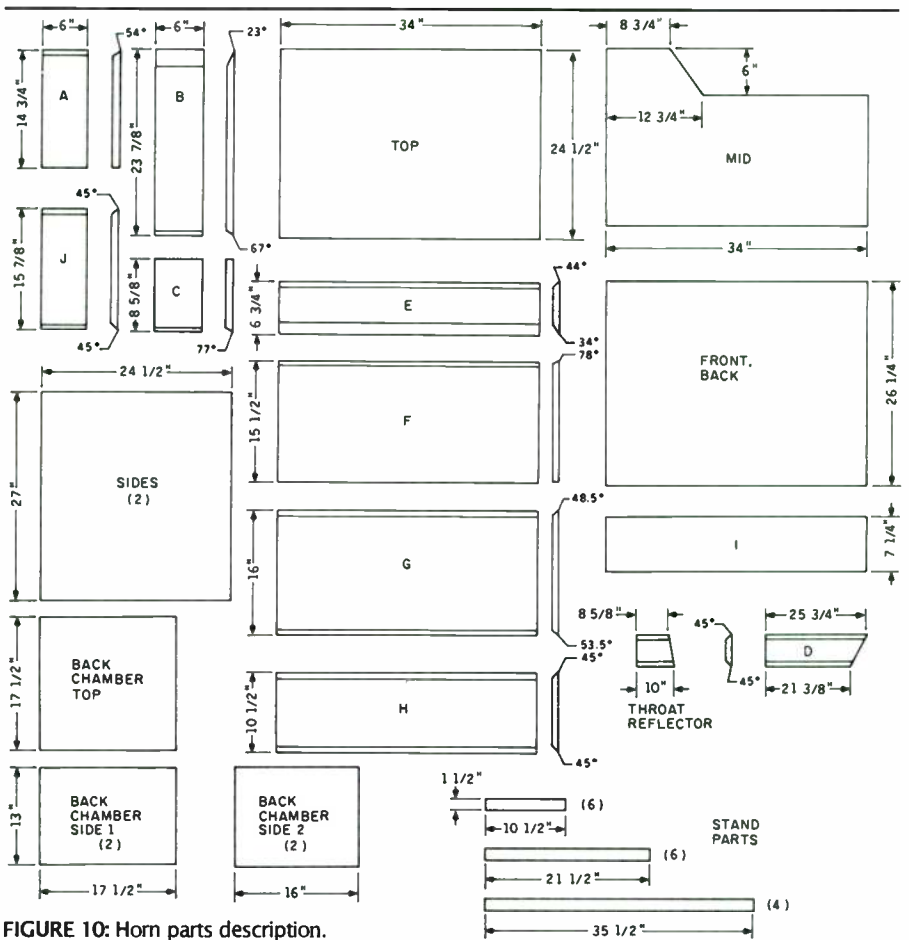 6"
54°
14 3/4"
A
6"
23°
23 7/8"
B
67°
34"
TOP
24 1/2"
8 3/4"
6"
12 3/4"
MID
34"
45°
15 7/8"
J
45°
8 5/8"
C
77°
6 3/4"
E
44°
34°
15 1/2"
F
78°
FRONT,
BACK
26 1/4"
24 1/2"
27"
SIDES
(2)
16"
G
48.5°
53.5°
I
7 1/4"
10 1/2"
H
45°
45°
8 5/8"
10"
THROAT
REFLECTOR
45°
45°
25 3/4"
D
21 3/8"
17 1/2"
BACK
CHAMBER
TOP
13"
BACK
CHAMBER
SIDE 1
(2)
17 1/2"
BACK
CHAMBER
SIDE 2
(2)
16"
1 1/2"
(6)
10 1/2"
STAND
PARTS
(6)
21 1/2"
(4)
35 1/2"
FIGURE 10: Horn parts description.